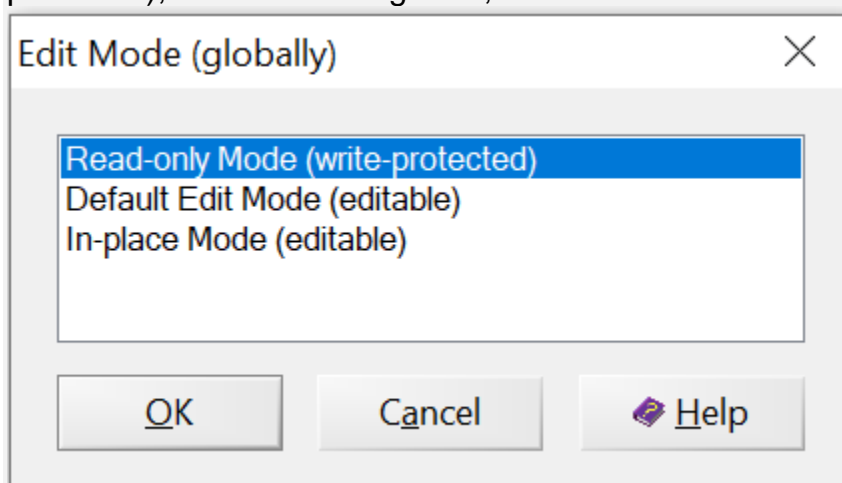 Edit Mode (globally)
Read-only Mode (write-protected)
Default Edit Mode (editable)
In-place Mode (editable)
OK
Cancel
Help